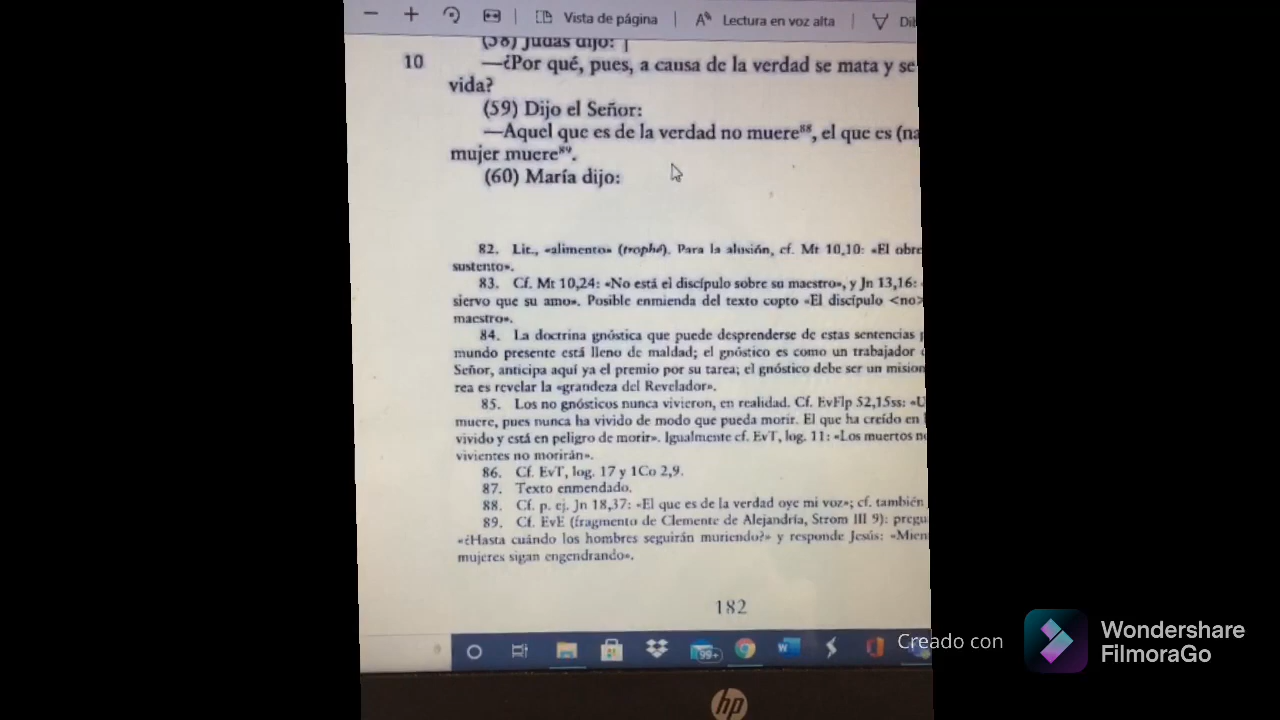 Vista de página
Lectura en voz alta
(58) Judas dijo:
10
—¿Por qué, pues, a causa de la verdad se mata y se
vida?
(59) Dijo el Señor:
—Aquel que es de la verdad no muere⁸⁸, el que es (na
mujer muere⁸⁹.
(60) María dijo:
82. Lit., «alimento» (trophé). Para la alusión, cf. Mt 10,10: «El obre
sustento».
83. Cf. Mt 10,24: «No está el discípulo sobre su maestro», y Jn 13,16:
siervo que su amo». Posible enmienda del texto copto «El discípulo <no>
maestro».
84. La doctrina gnóstica que puede desprenderse de estas sentencias
mundo presente está lleno de maldad; el gnóstico es como un trabajador
Señor, anticipa aquí ya el premio por su tarea; el gnóstico debe ser un mision
rea es revelar la «grandeza del Revelador».
85. Los no gnósticos nunca vivieron, en realidad. Cf. EvFlp 52,15ss: «U
muere, pues nunca ha vivido de modo que pueda morir. El que ha creído en
vivido y está en peligro de morir». Igualmente cf. EvT, log. 11: «Los muertos
vivientes no morirán».
86. Cf. EvT, log. 17 y 1Co 2,9.
87. Texto enmendado.
88. Cf. p. ej. Jn 18,37: «El que es de la verdad oye mi voz»; cf. también
89. Cf. EvE (fragmento de Clemente de Alejandría, Strom III 9): pregu
«¿Hasta cuándo los hombres seguirán muriendo?» y responde Jesús: «Mien
mujeres sigan engendrando».
182
99+
hp
Creado con
Wondershare
FilmoraGo